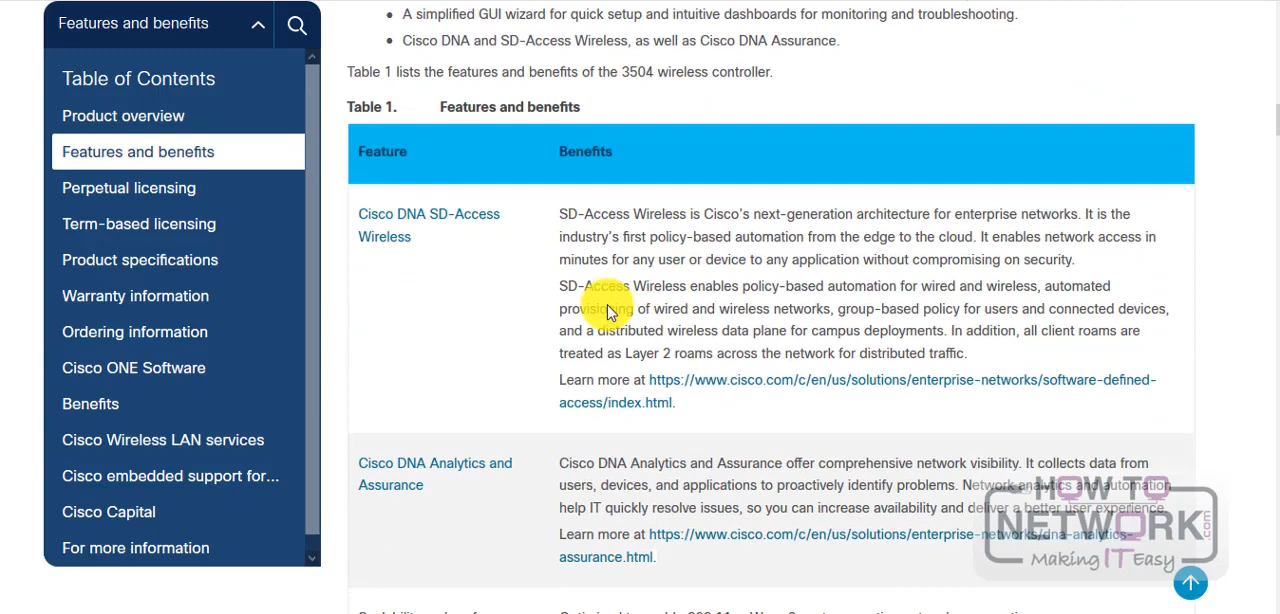 Features and benefits
Table of Contents
Product overview
Features and benefits
Perpetual licensing
Term-based licensing
Product specifications
Warranty information
Ordering information
Cisco ONE Software
Benefits
Cisco Wireless LAN services
Cisco embedded support for...
Cisco Capital
For more information
• A simplified GUI wizard for quick setup and intuitive dashboards for monitoring and troubleshooting.
• Cisco DNA and SD-Access Wireless, as well as Cisco DNA Assurance.
Table 1 lists the features and benefits of the 3504 wireless controller.
Table 1. Features and benefits
Feature Benefits
Cisco DNA SD-Access
Wireless
SD-Access Wireless is Cisco's next-generation architecture for enterprise networks. It is the
industry's first policy-based automation from the edge to the cloud. It enables network access in
minutes for any user or device to any application without compromising on security.
SD-Access Wireless enables policy-based automation for wired and wireless, automated
provisioning of wired and wireless networks, group-based policy for users and connected devices,
and a distributed wireless data plane for campus deployments. In addition, all client roams are
treated as Layer 2 roams across the network for distributed traffic.
Learn more at https://www.cisco.com/c/en/us/solutions/enterprise-networks/software-defined-
access/index.html.
Cisco DNA Analytics and
Assurance
Cisco DNA Analytics and Assurance offer comprehensive network visibility. It collects data from
users, devices, and applications to proactively identify problems. Network analytics and automation
help IT quickly resolve issues, so you can increase availability and deliver a better user experience.
Learn more at https://www.cisco.com/c/en/us/solutions/enterprise-networks/dna-analytics-
assurance.html.
HOW TO
NETWORK.com
Making IT Easy